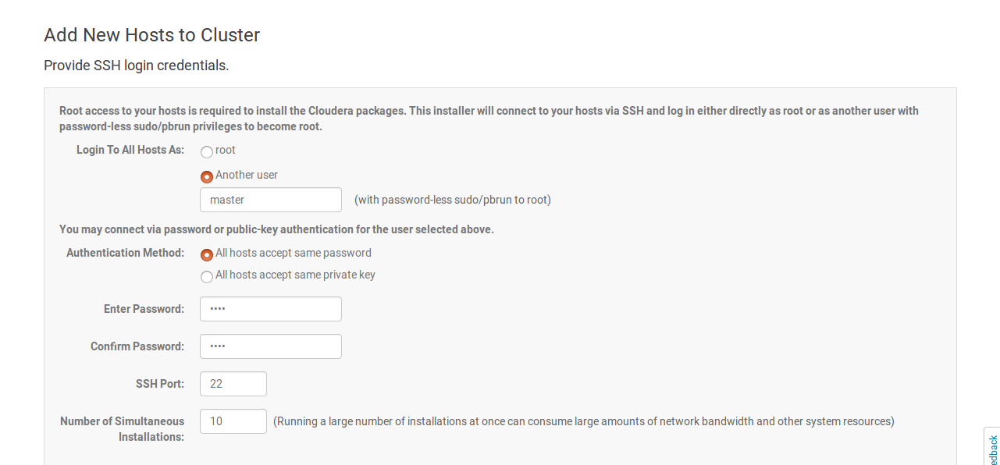 Add New Hosts to Cluster
Provide SSH login credentials.
Root access to your hosts is required to install the Cloudera packages. This installer will connect to your hosts via SSH and log in either directly as root or as another user with
password-less sudo/pbrun privileges to become root.
Login To All Hosts As: root
Another user
master (with password-less sudo/pbrun to root)
You may connect via password or public-key authentication for the user selected above.
Authentication Method: All hosts accept same password
All hosts accept same private key
Enter Password: ••••
Confirm Password: ••••
SSH Port: 22
Number of Simultaneous 10 (Running a large number of installations at once can consume large amounts of network bandwidth and other system resources)
Installations:
edback